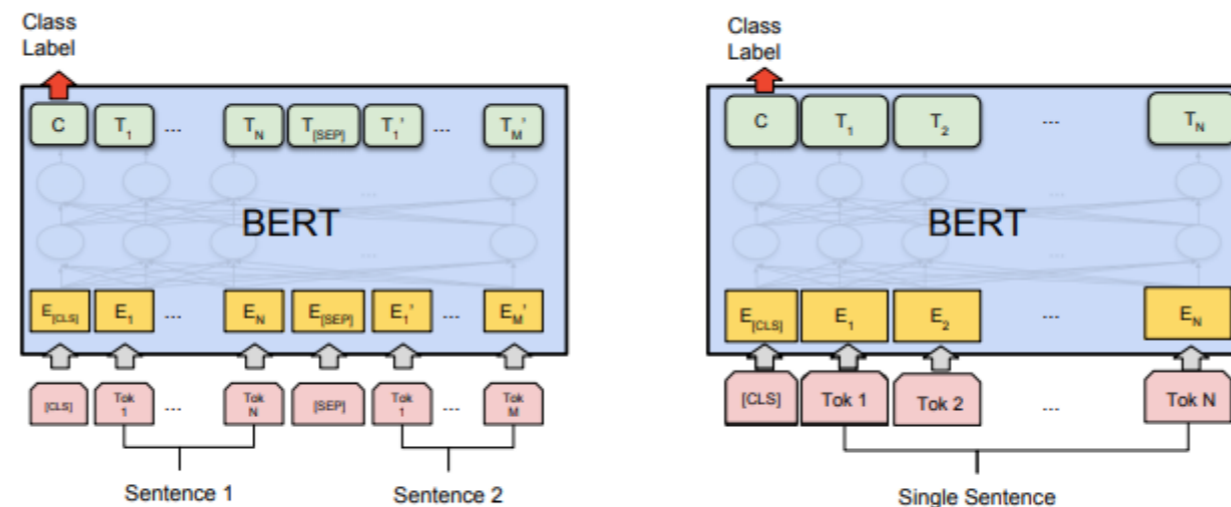 Class
Label
C T1 ... TN T[SEP] T1' ... TM'
...
BERT
...
E[CLS] E1 ... EN E[SEP] E1' ... EM'
[CLS] Tok 1 ... Tok N [SEP] Tok 1 ... Tok M
Sentence 1 Sentence 2
Class
Label
C T1 T2 ... TN
...
BERT
...
E[CLS] E1 E2 ... EN
[CLS] Tok 1 Tok 2 ... Tok N
Single Sentence